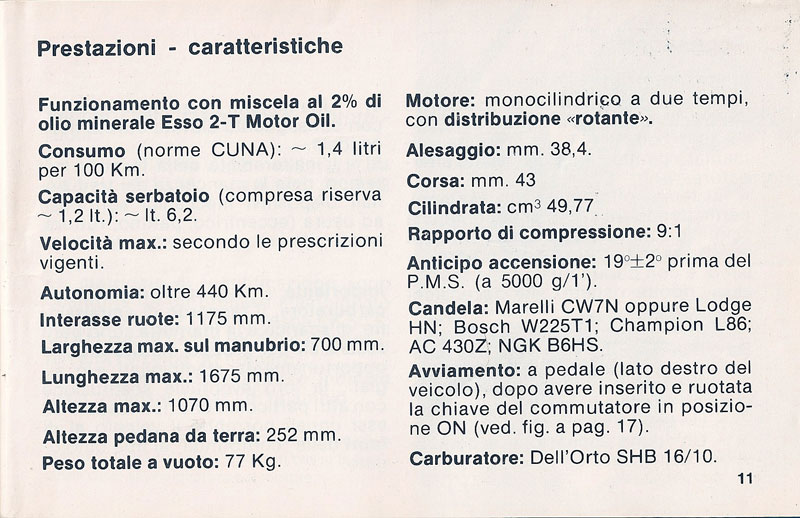 Prestazioni - caratteristiche
Funzionamento con miscela al 2% di
olio minerale Esso 2-T Motor Oil.
Consumo (norme CUNA): ~ 1,4 litri
per 100 Km.
Capacità serbatoio (compresa riserva
~ 1,2 lt.): ~ lt. 6,2.
Velocità max.: secondo le prescrizioni
vigenti.
Autonomia: oltre 440 Km.
Interasse ruote: 1175 mm.
Larghezza max. sul manubrio: 700 mm.
Lunghezza max.: 1675 mm.
Altezza max.: 1070 mm.
Altezza pedana da terra: 252 mm.
Peso totale a vuoto: 77 Kg.
Motore: monocilindrico a due tempi,
con distribuzione «rotante».
Alesaggio: mm. 38,4.
Corsa: mm. 43
Cilindrata: cm³ 49,77
Rapporto di compressione: 9:1
Anticipo accensione: 19°±2° prima del
P.M.S. (a 5000 g/1').
Candela: Marelli CW7N oppure Lodge
HN; Bosch W225T1; Champion L86;
AC 430Z; NGK B6HS.
Avviamento: a pedale (lato destro del
veicolo), dopo avere inserito e ruotata
la chiave del commutatore in posizio-
ne ON (ved. fig. a pag. 17).
Carburatore: Dell'Orto SHB 16/10.
11